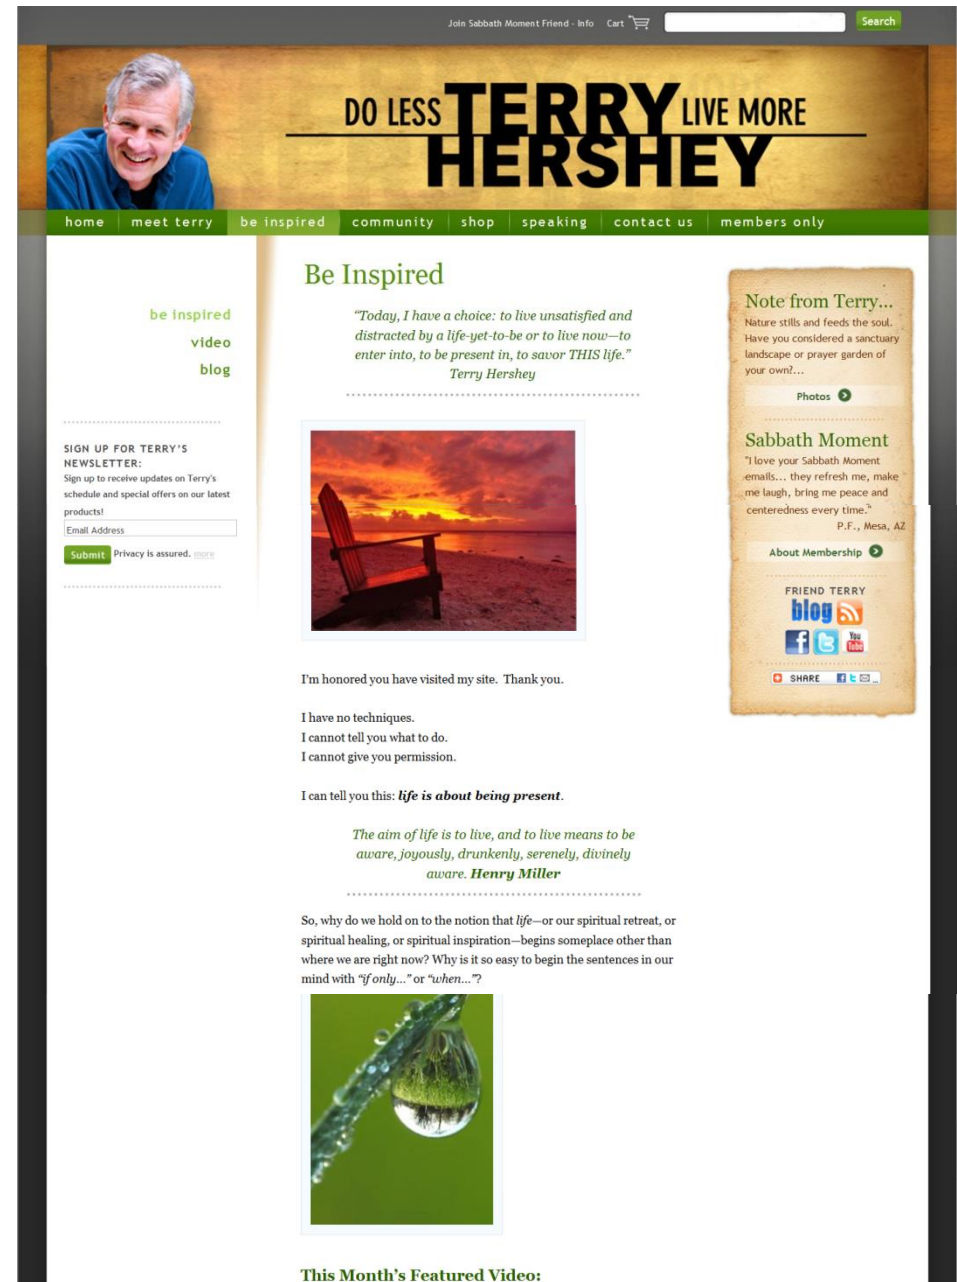 Join Sabbath Moment Friend - Info
Cart
Search
DO LESS TERRY LIVE MORE
HERSHEY
home
meet terry
be inspired
community
shop
speaking
contact us
members only
be inspired
video
blog
SIGN UP FOR TERRY'S
NEWSLETTER:
Sign up to receive updates on Terry's
schedule and special offers on our latest
products!
Email Address
Submit Privacy is assured. more
Be Inspired
“Today, I have a choice: to live unsatisfied and
distracted by a life-yet-to-be or to live now—to
enter into, to be present in, to savor THIS life.”
Terry Hershey
I'm honored you have visited my site. Thank you.
I have no techniques.
I cannot tell you what to do.
I cannot give you permission.
I can tell you this: life is about being present.
The aim of life is to live, and to live means to be
aware, joyously, drunkenly, serenely, divinely
aware. Henry Miller
So, why do we hold on to the notion that life—or our spiritual retreat, or
spiritual healing, or spiritual inspiration—begins someplace other than
where we are right now? Why is it so easy to begin the sentences in our
mind with “if only...” or “when...”?
This Month's Featured Video:
Note from Terry...
Nature stills and feeds the soul.
Have you considered a sanctuary
landscape or prayer garden of
your own?...
Photos
Sabbath Moment
"I love your Sabbath Moment
emails... they refresh me, make
me laugh, bring me peace and
centeredness every time."
P.F., Mesa, AZ
About Membership
FRIEND TERRY
blog
You
Tube
SHARE